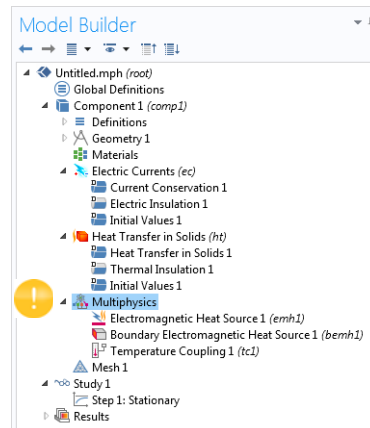 Model Builder
Untitled.mph (root)
Global Definitions
Component 1 (comp1)
Definitions
Geometry 1
Materials
Electric Currents (ec)
Current Conservation 1
Electric Insulation 1
Initial Values 1
Heat Transfer in Solids (ht)
Heat Transfer in Solids 1
Thermal Insulation 1
Initial Values 1
Multiphysics
Electromagnetic Heat Source 1 (emh1)
Boundary Electromagnetic Heat Source 1 (bemh1)
Temperature Coupling 1 (tc1)
Mesh 1
Study 1
Step 1: Stationary
Results